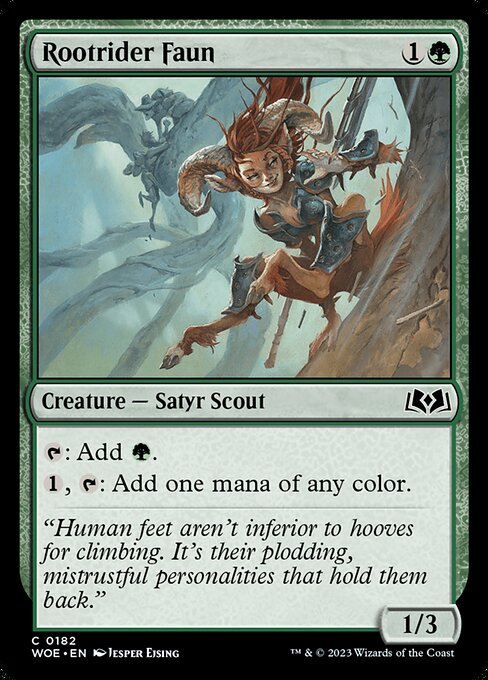 Rootrider Faun 1
Creature — Satyr Scout
: Add .
1, : Add one mana of any color.
“Human feet aren’t inferior to hooves
for climbing. It’s their plodding,
mistrustful personalities that hold them
back.”
1/3
C 0182
WOE • EN Jesper Eising
™ & © 2023 Wizards of the Coast